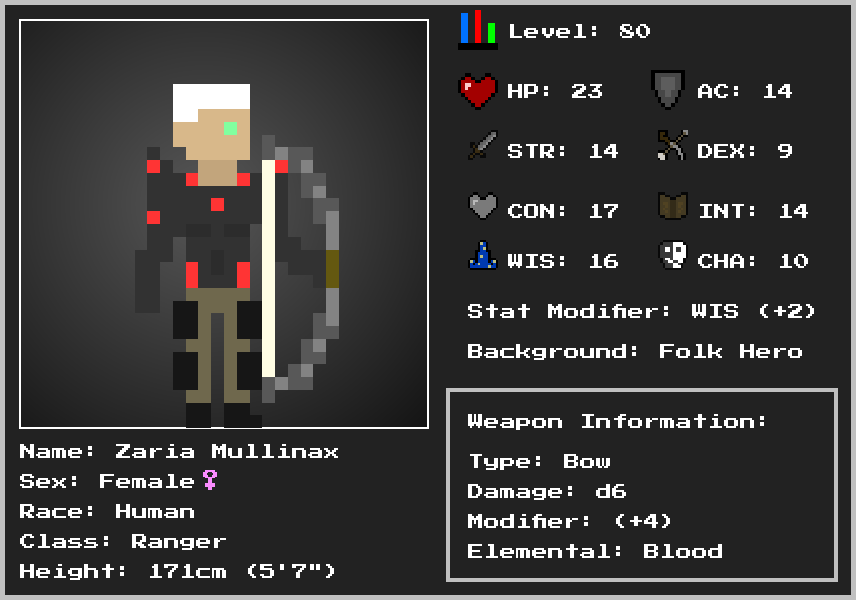 Level: 80
HP: 23
AC: 14
STR: 14
DEX: 9
CON: 17
INT: 14
WIS: 16
CHA: 10
Stat Modifier: WIS (+2)
Background: Folk Hero
Weapon Information:
Type: Bow
Damage: d6
Modifier: (+4)
Elemental: Blood
Name: Zaria Mullinax
Sex: Female♀
Race: Human
Class: Ranger
Height: 171cm (5'7")